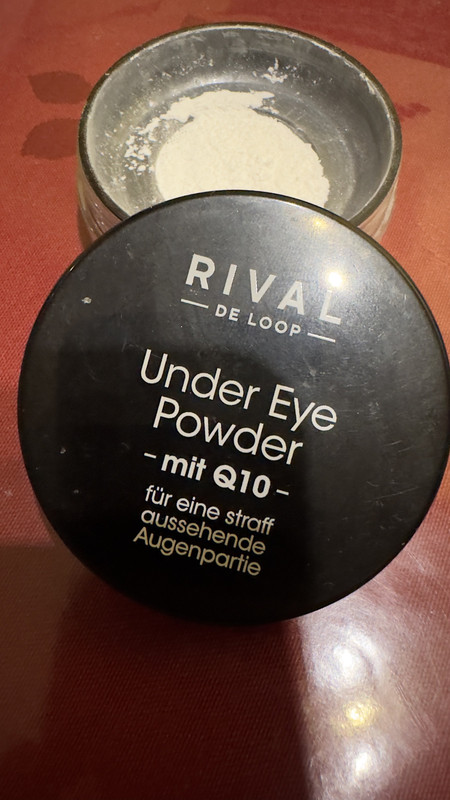 RIVAL
— DE LOOP —
Under Eye
Powder
– mit Q10 –
für eine straff
aussehende
Augenpartie